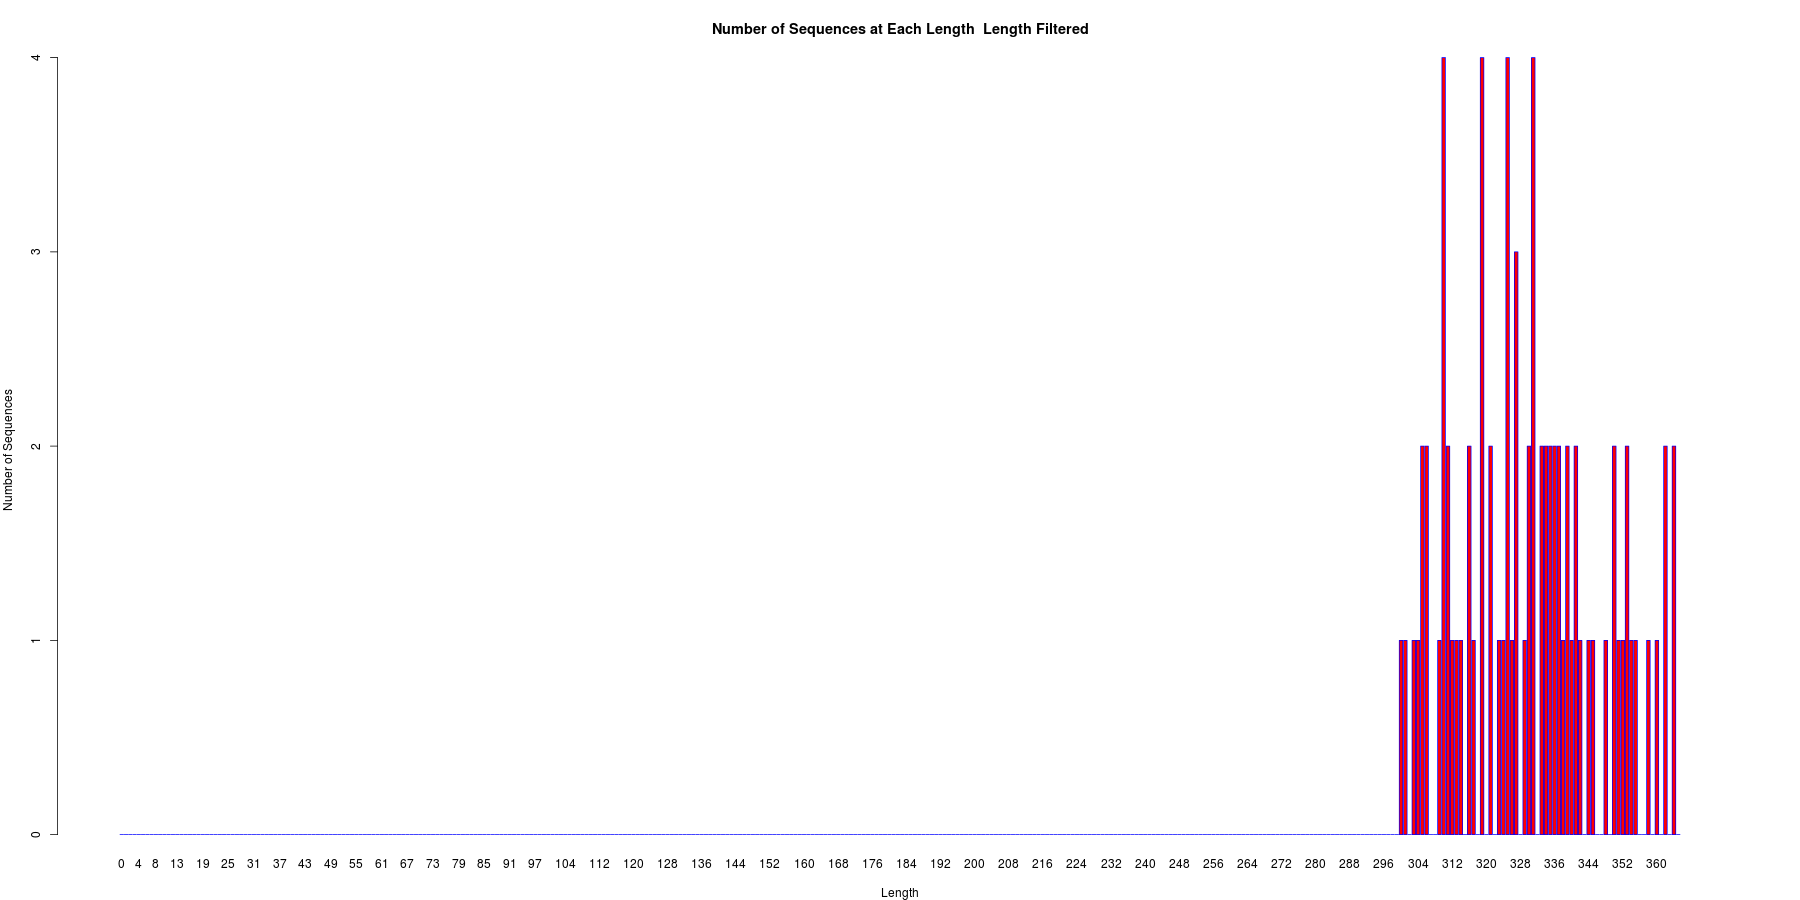 Number of Sequences at Each Length  Length Filtered
4
3
2
1
0
Number of Sequences
0 4 8 13 19 25 31 37 43 49 55 61 67 73 79 85 91 97 104 112 120 128 136 144 152 160 168 176 184 192 200 208 216 224 232 240 248 256 264 272 280 288 296 304 312 320 328 336 344 352 360
Length